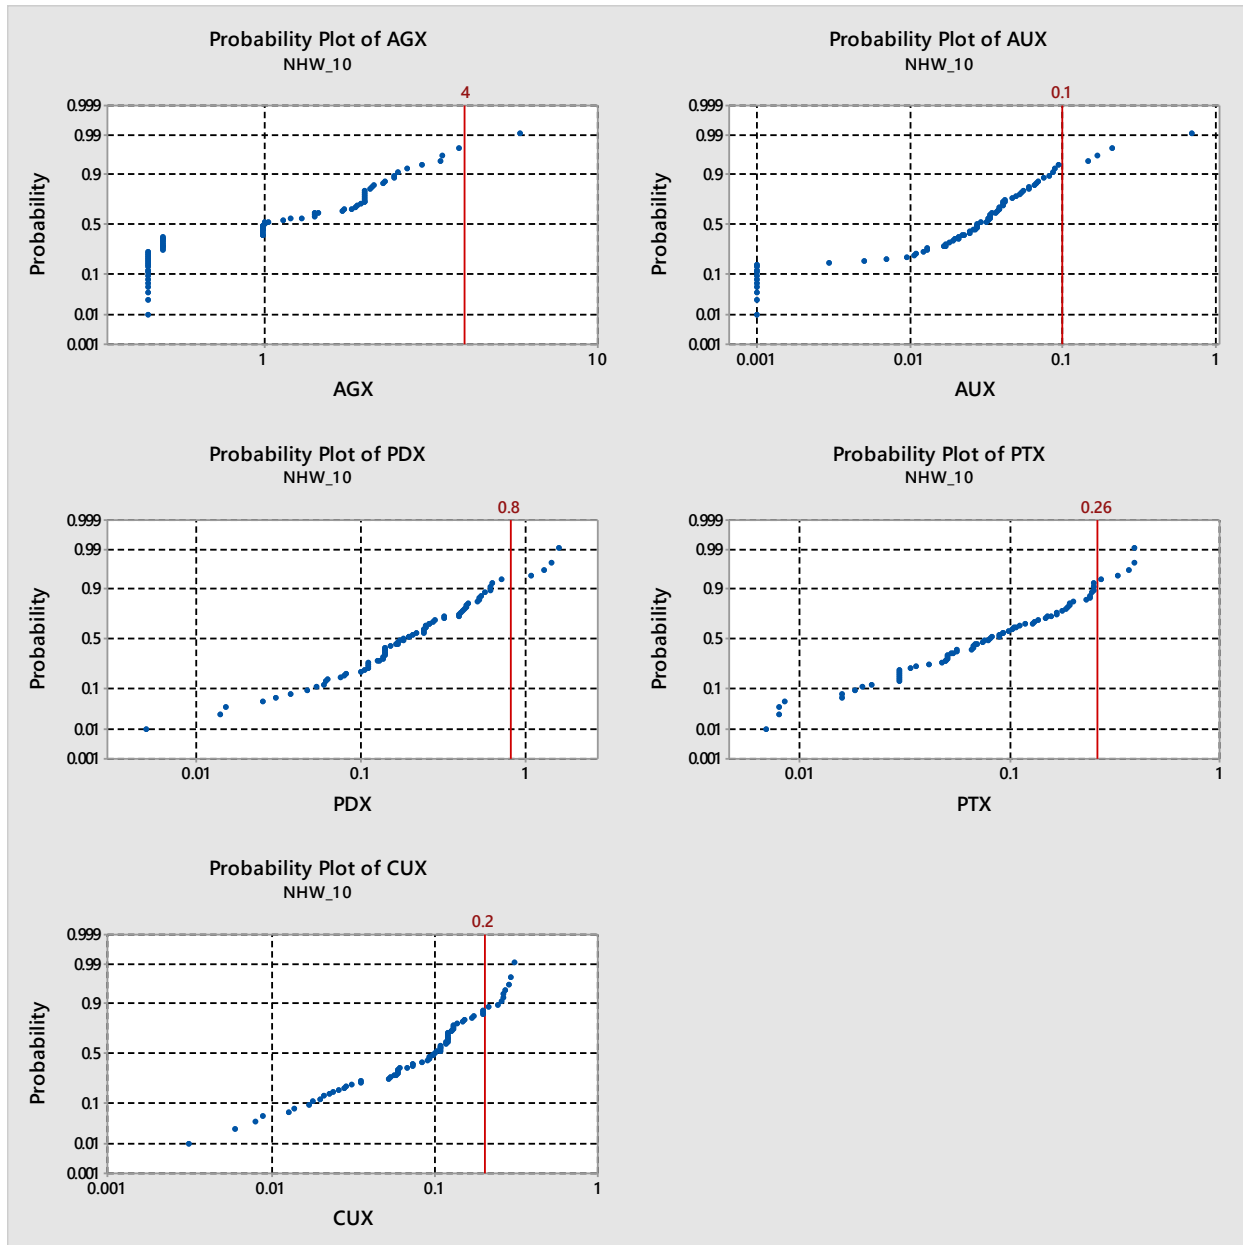 Probability Plot of AGX
NHW_10
4
0.999
0.99
0.9
0.5
0.1
0.01
0.001
Probability
1
10
AGX
Probability Plot of AUX
NHW_10
0.1
0.999
0.99
0.9
0.5
0.1
0.01
0.001
Probability
0.001
0.01
0.1
1
AUX
Probability Plot of PDX
NHW_10
0.8
0.999
0.99
0.9
0.5
0.1
0.01
0.001
Probability
0.01
0.1
1
PDX
Probability Plot of PTX
NHW_10
0.26
0.999
0.99
0.9
0.5
0.1
0.01
0.001
Probability
0.01
0.1
1
PTX
Probability Plot of CUX
NHW_10
0.2
0.999
0.99
0.9
0.5
0.1
0.01
0.001
Probability
0.001
0.01
0.1
1
CUX